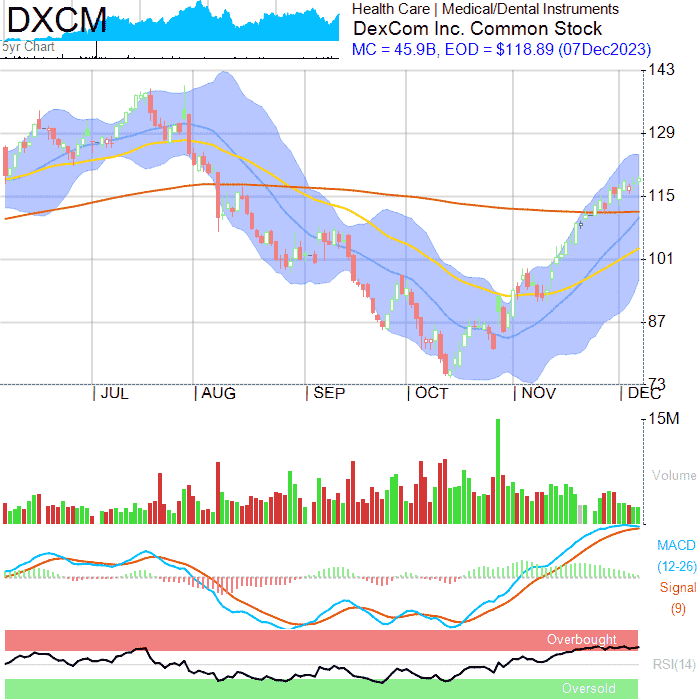 DXCM
5yr Chart
Health Care | Medical/Dental Instruments
DexCom Inc. Common Stock
MC = 45.9B, EOD = $118.89 (07Dec2023)
143
129
115
101
87
73
JUL AUG SEP OCT NOV DEC
15M
Volume
MACD
(12-26)
Signal
(9)
Overbought
RSI(14)
Oversold